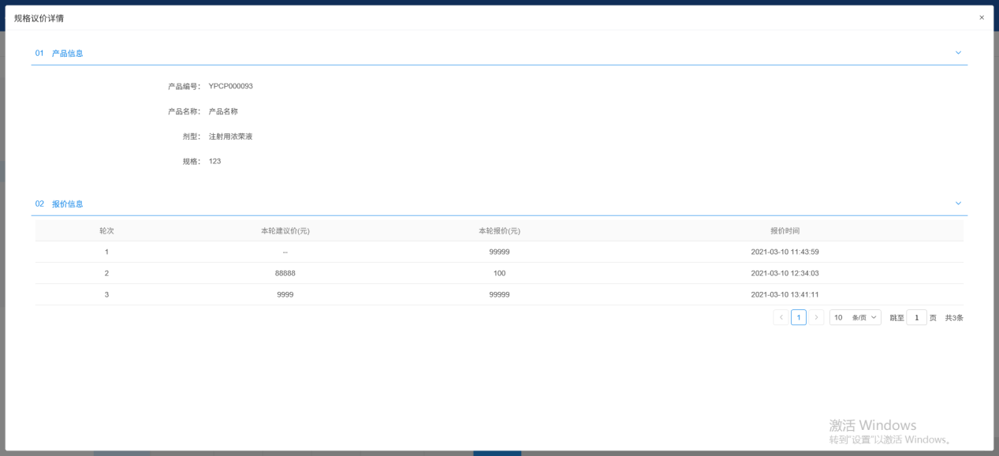 规格议价详情 ×
01 产品信息
产品编号： YPCP000093
产品名称： 产品名称
剂型： 注射用浓荣液
规格： 123
02 报价信息
轮次 本轮建议价(元) 本轮报价(元) 报价时间
1 -- 99999 2021-03-10 11:43:59
2 88888 100 2021-03-10 12:34:03
3 9999 99999 2021-03-10 13:41:11
1 10 条/页 跳至 1 页 共3条
激活 Windows
转到"设置"以激活 Windows。